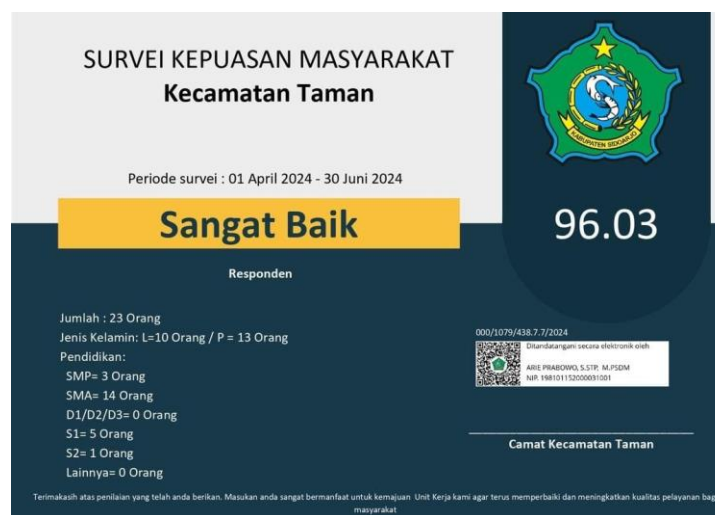 SURVEI KEPUASAN MASYARAKAT
Kecamatan Taman
KABUPATEN SIDOARJO
Periode survei : 01 April 2024 - 30 Juni 2024
Sangat Baik
96.03
Responden
Jumlah : 23 Orang
Jenis Kelamin: L=10 Orang / P = 13 Orang
Pendidikan:
SMP= 3 Orang
SMA= 14 Orang
D1/D2/D3= 0 Orang
S1= 5 Orang
S2= 1 Orang
Lainnya= 0 Orang
000/1079/438.7.7/2024
Ditandatangani secara elektronik oleh
ARIE PRABOWO, S.STP, M.PSDM
NIP. 198101152000031001
Camat Kecamatan Taman
Terimakasih atas penilaian yang telah anda berikan. Masukan anda sangat bermanfaat untuk kemajuan Unit Kerja kami agar terus memperbaiki dan meningkatkan kualitas pelayanan bag
masyarakat